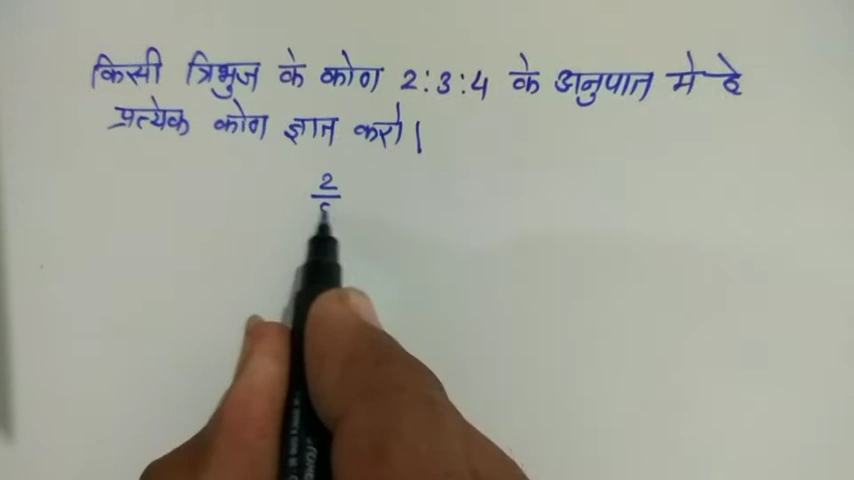 किसी त्रिभुज के कोण 2:3:4 के अनुपात मे है
प्रत्येक कोण ज्ञात करो।
2